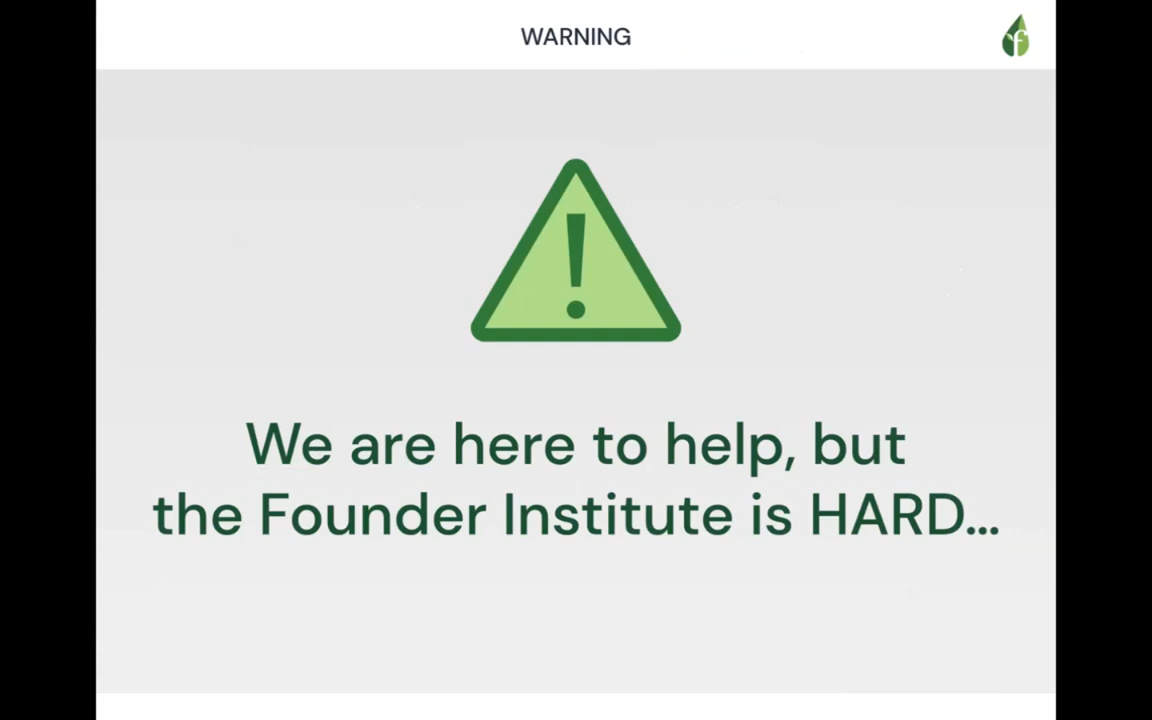 WARNING
f
!
We are here to help, but
the Founder Institute is HARD...